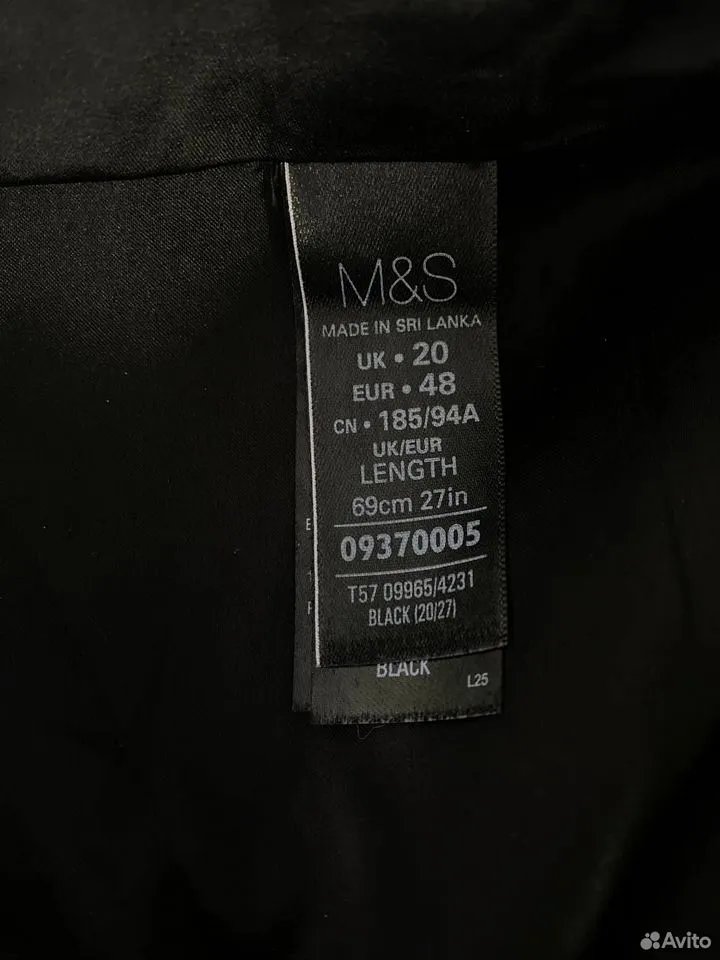 M&S
MADE IN SRI LANKA
UK • 20
EUR • 48
CN • 185/94A
UK/EUR
LENGTH
69cm 27in
09370005
T57 09965/4231
BLACK (20/27)
BLACK
L25
Avito